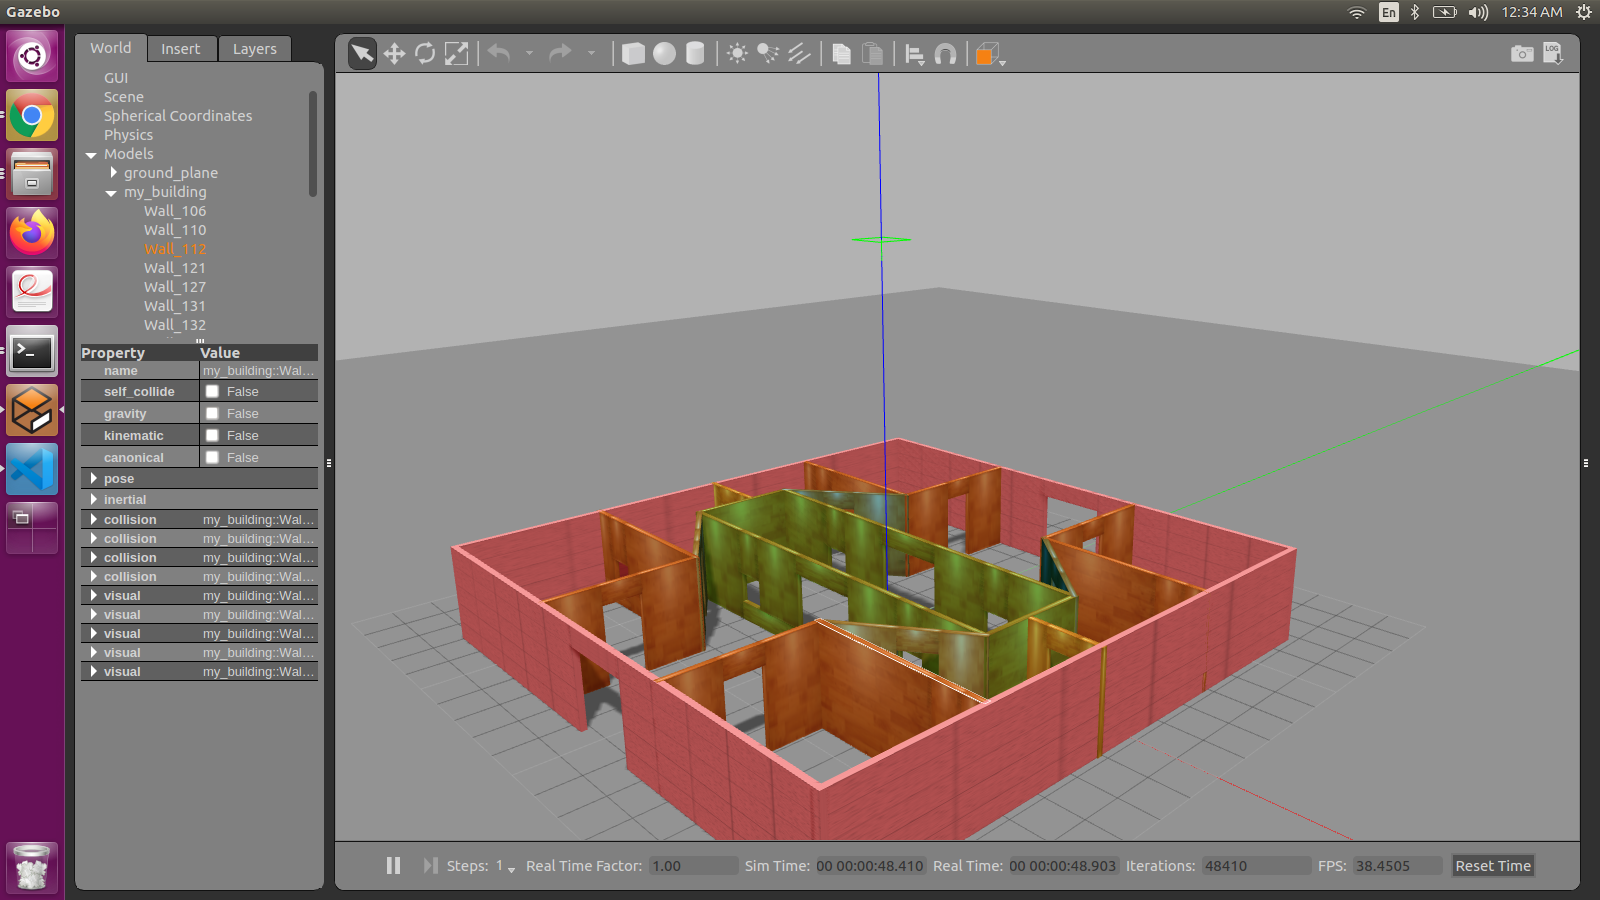 Gazebo
En
12:34 AM
World
Insert
Layers
GUI
Scene
Spherical Coordinates
Physics
Models
ground_plane
my_building
Wall_106
Wall_110
Wall_112
Wall_121
Wall_127
Wall_131
Wall_132
Property Value
name my_building::Wal...
self_collide False
gravity False
kinematic False
canonical False
pose
inertial
collision my_building::Wal...
collision my_building::Wal...
collision my_building::Wal...
collision my_building::Wal...
visual my_building::Wal...
visual my_building::Wal...
visual my_building::Wal...
visual my_building::Wal...
visual my_building::Wal...
LOG
Steps: 1 Real Time Factor: 1.00 Sim Time: 00 00:00:48.410 Real Time: 00 00:00:48.903 Iterations: 48410 FPS: 38.4505 Reset Time